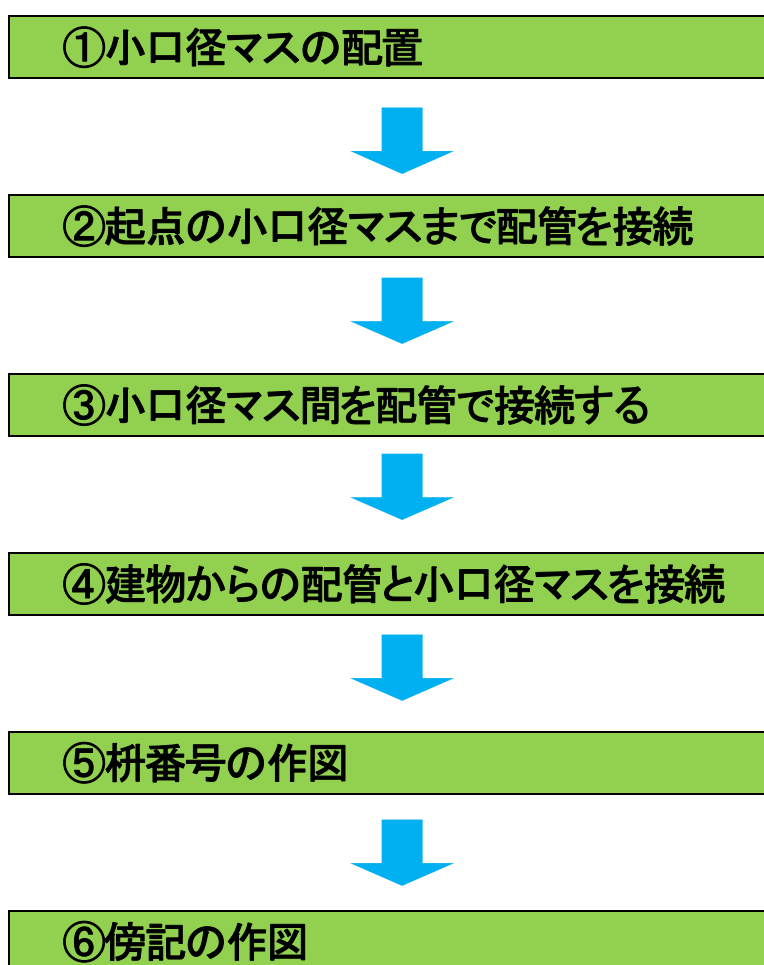 ①小口径マスの配置
②起点の小口径マスまで配管を接続
③小口径マス間を配管で接続する
④建物からの配管と小口径マスを接続
⑤枡番号の作図
⑥傍記の作図